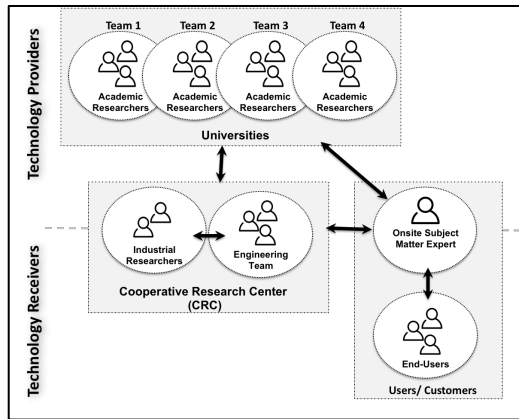 Technology Providers
Team 1
Team 2
Team 3
Team 4
Academic
Researchers
Academic
Researchers
Academic
Researchers
Academic
Researchers
Universities
Technology Receivers
Industrial
Researchers
Engineering
Team
Cooperative Research Center
(CRC)
Onsite Subject
Matter Expert
End-Users
Users/ Customers